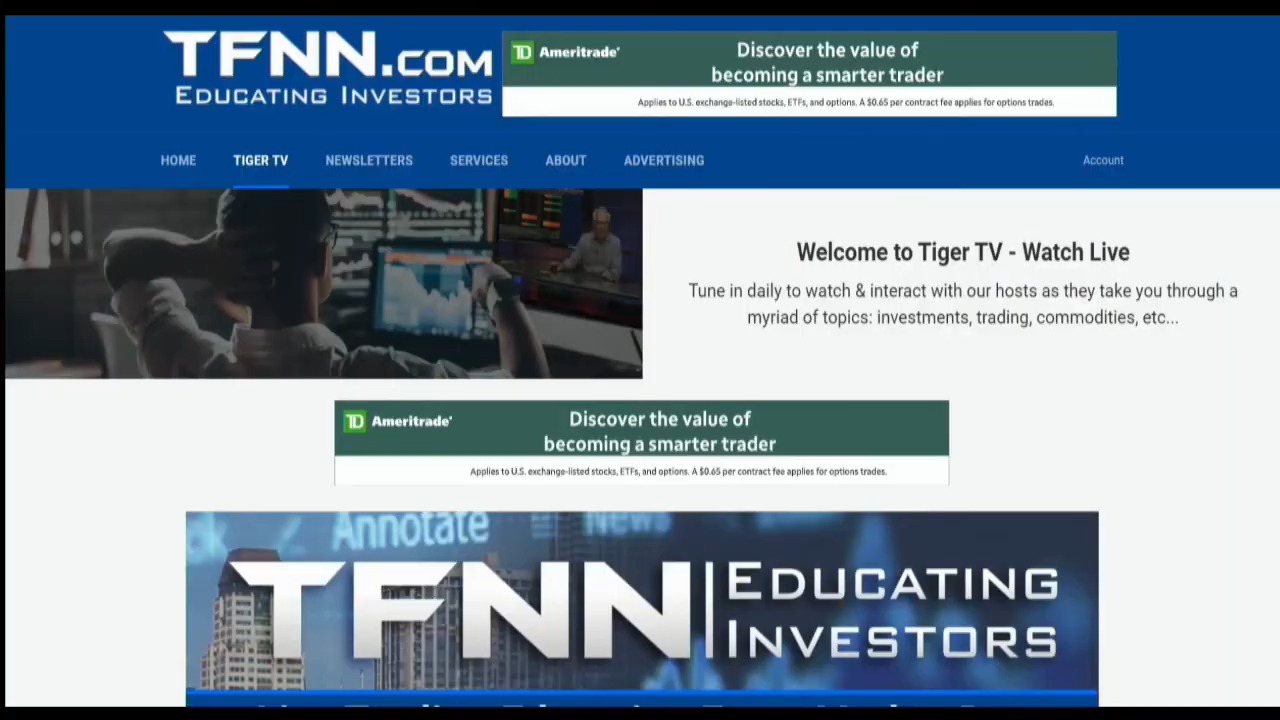 TFNN.COM
EDUCATING INVESTORS
TD Ameritrade
Discover the value of
becoming a smarter trader
Applies to U.S. exchange-listed stocks, ETFs, and options. A $0.65 per contract fee applies for options trades.
HOME TIGER TV NEWSLETTERS SERVICES ABOUT ADVERTISING Account
Welcome to Tiger TV - Watch Live
Tune in daily to watch & interact with our hosts as they take you through a
myriad of topics: investments, trading, commodities, etc...
TD Ameritrade
Discover the value of
becoming a smarter trader
Applies to U.S. exchange-listed stocks, ETFs, and options. A $0.65 per contract fee applies for options trades.
Annotate News
TFNN EDUCATING
INVESTORS